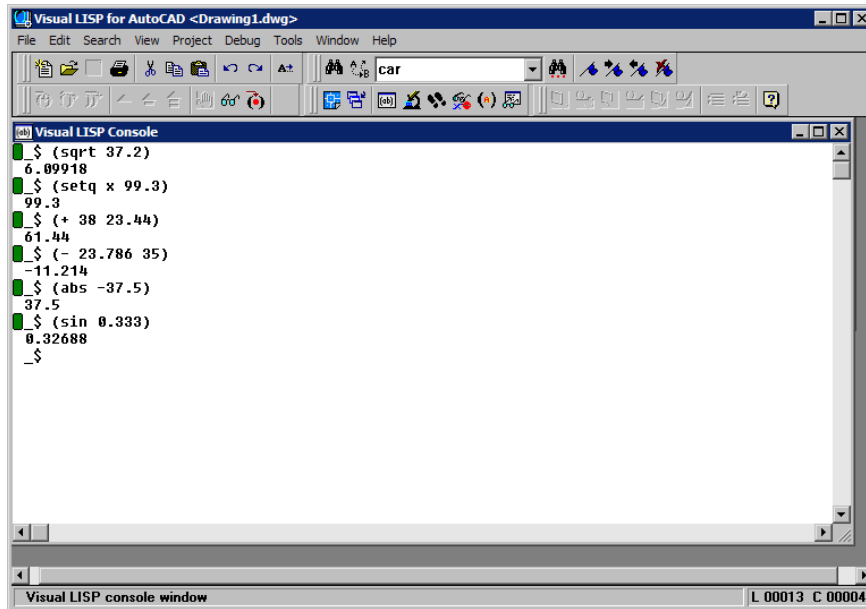 Visual LISP for AutoCAD <Drawing1.dwg>
File Edit Search View Project Debug Tools Window Help
car
Visual LISP Console
_$ (sqrt 37.2)
6.09918
_$ (setq x 99.3)
99.3
_$ (+ 38 23.44)
61.44
_$ (- 23.786 35)
-11.214
_$ (abs -37.5)
37.5
_$ (sin 0.333)
0.32688
_$
Visual LISP console window
L 00013 C 00004